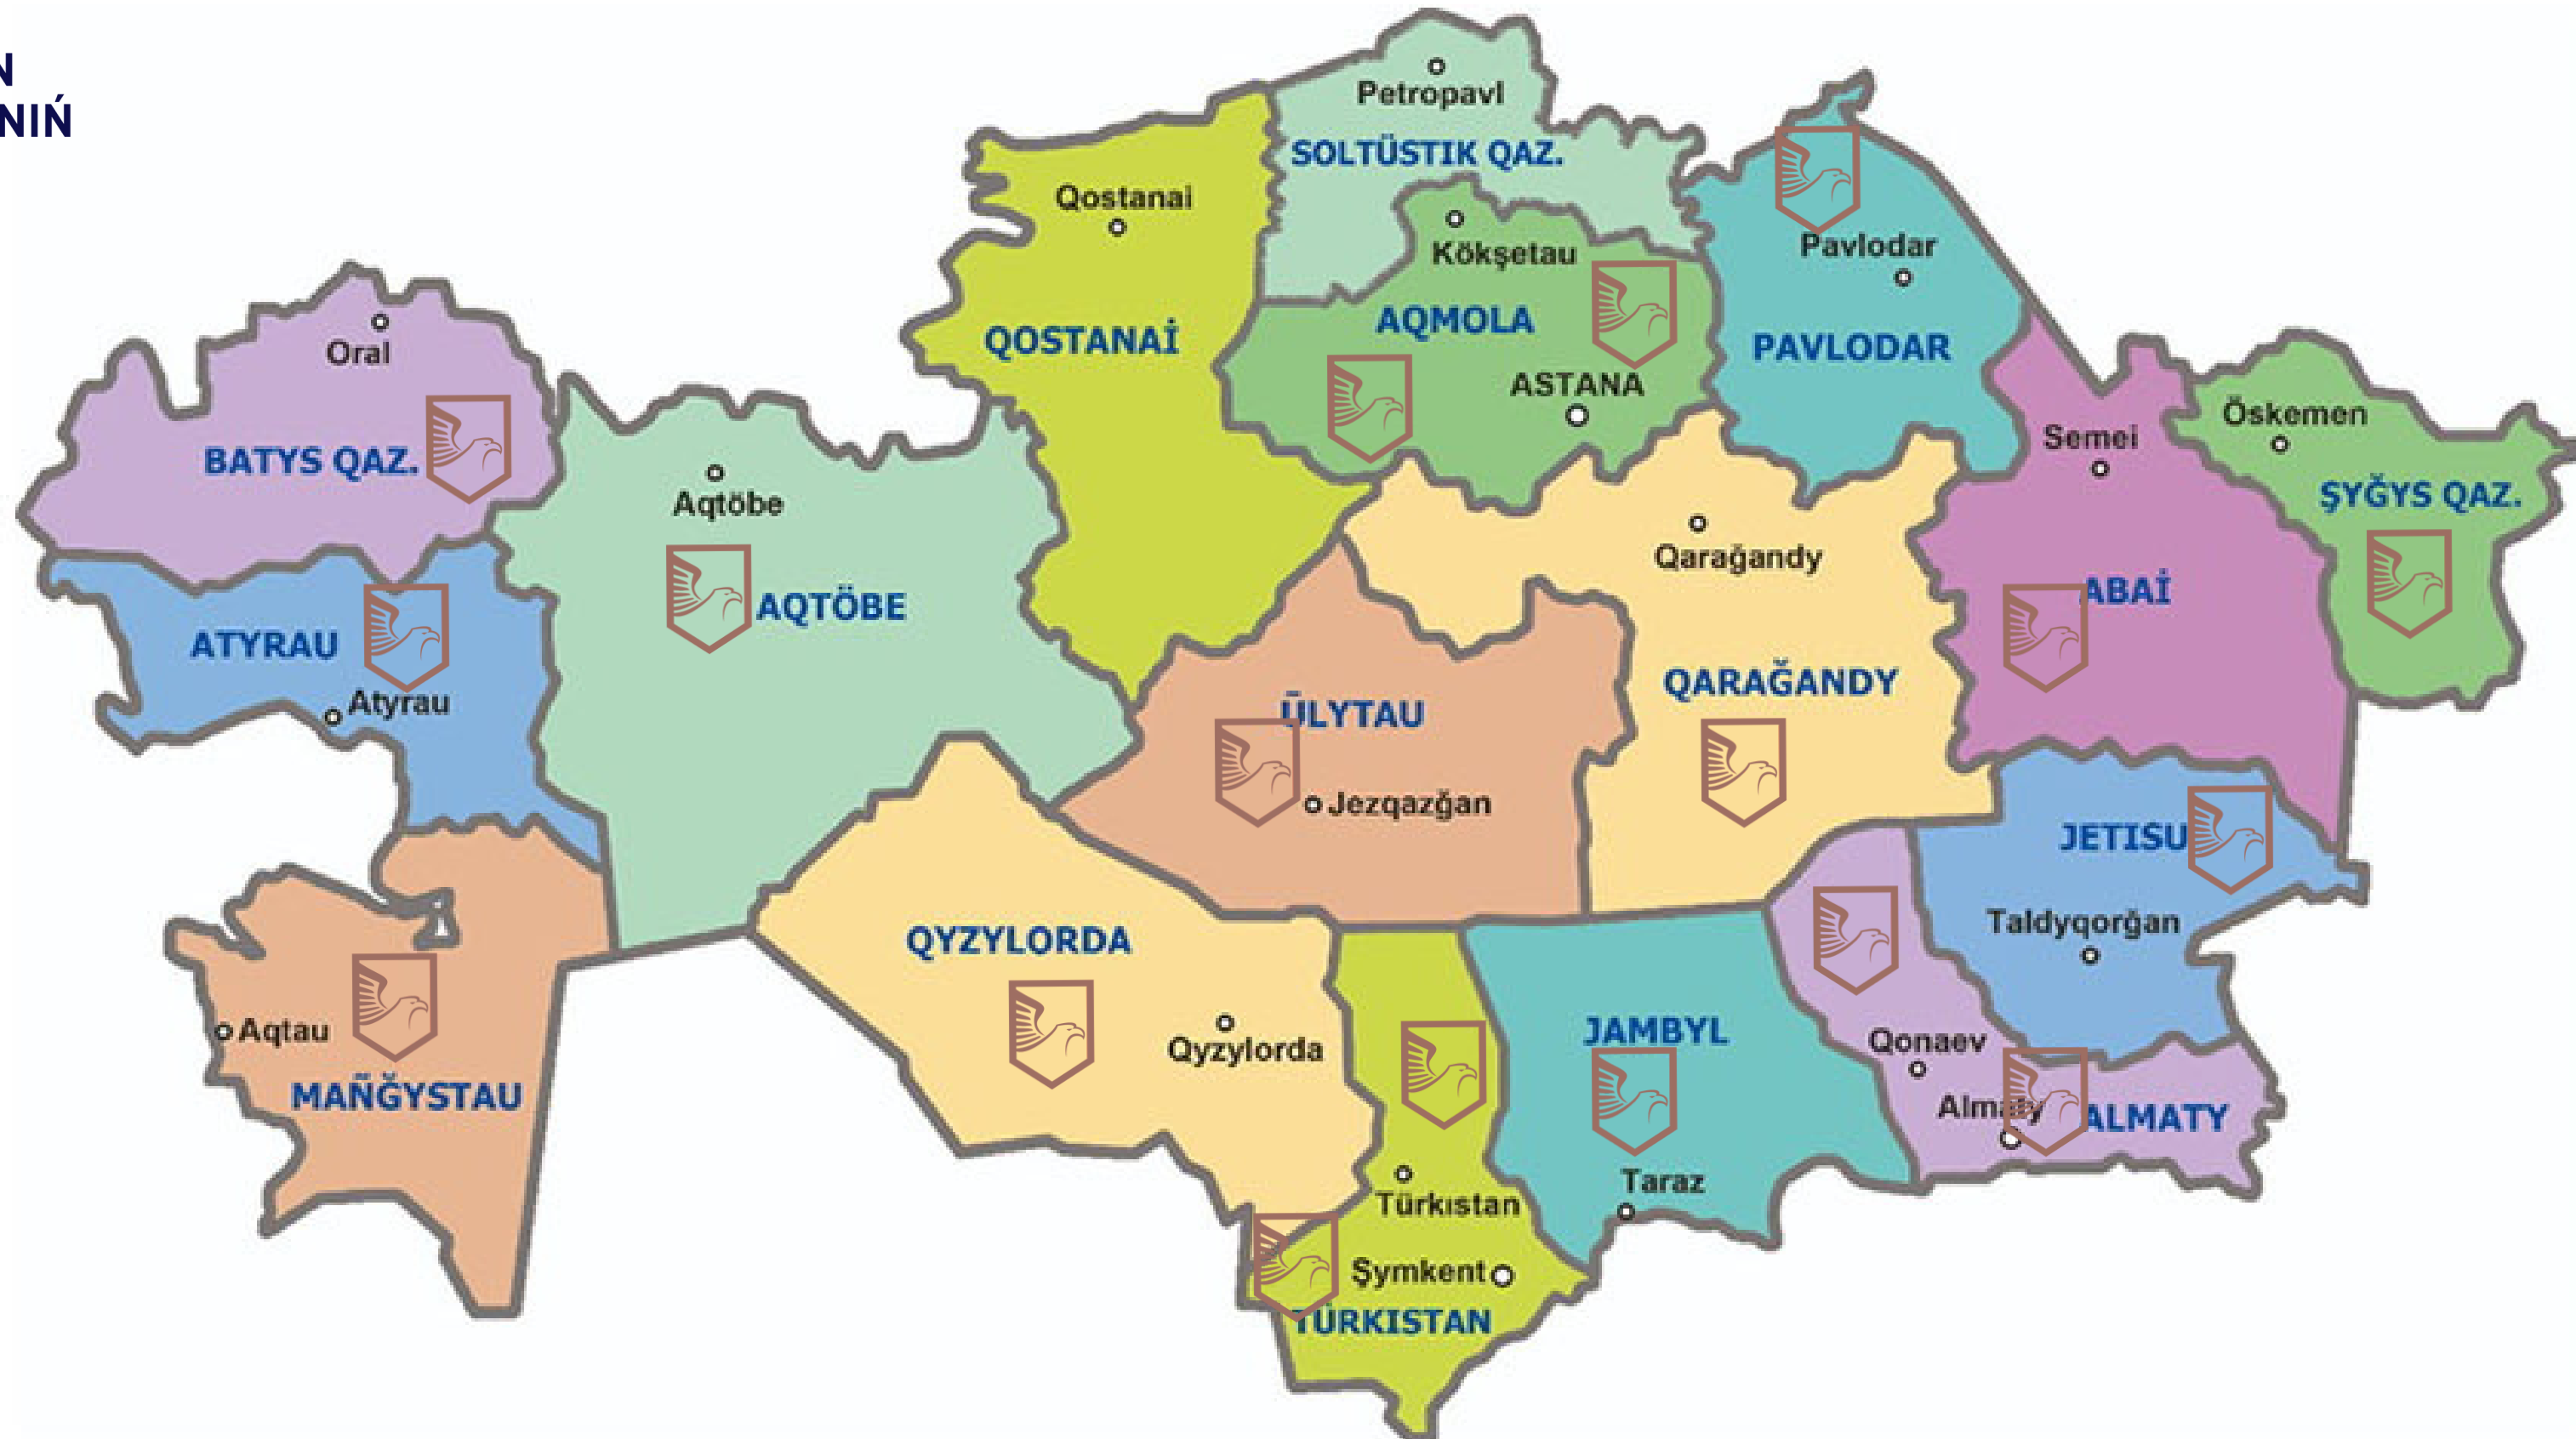 N
NIŃ
Petropavl
SOLTÜSTIK QAZ.
Qostanai
QOSTANAİ
Kökşetau
AQMOLA
ASTANA
Pavlodar
PAVLODAR
Oral
BATYS QAZ.
Aqtöbe
AQTÖBE
Semei
ABAİ
Öskemen
ŞYĞYS QAZ.
Qarağandy
QARAĞANDY
ATYRAU
Atyrau
ŪLYTAU
Jezqazğan
JETISU
Taldyqorğan
QYZYLORDA
Qyzylorda
Aqtau
MAÑĞYSTAU
JAMBYL
Taraz
Qonaev
Almaty
ALMATY
Türkıstan
Şymkent
TÜRKISTAN